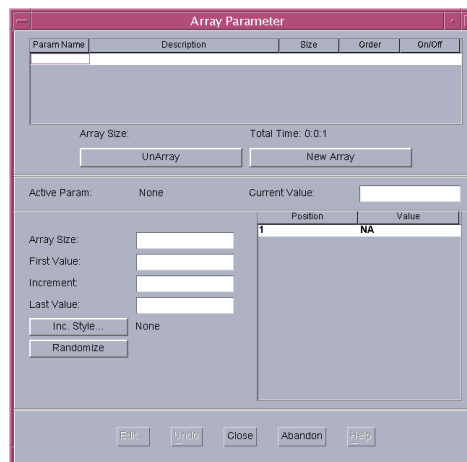 Array Parameter
Param Name Description Size Order On/Off
Array Size: Total Time: 0:0:1
UnArray New Array
Active Param: None Current Value:
Position Value
1 NA
Array Size:
First Value:
Increment:
Last Value:
Inc. Style... None
Randomize
Edit... Undo Close Abandon Help